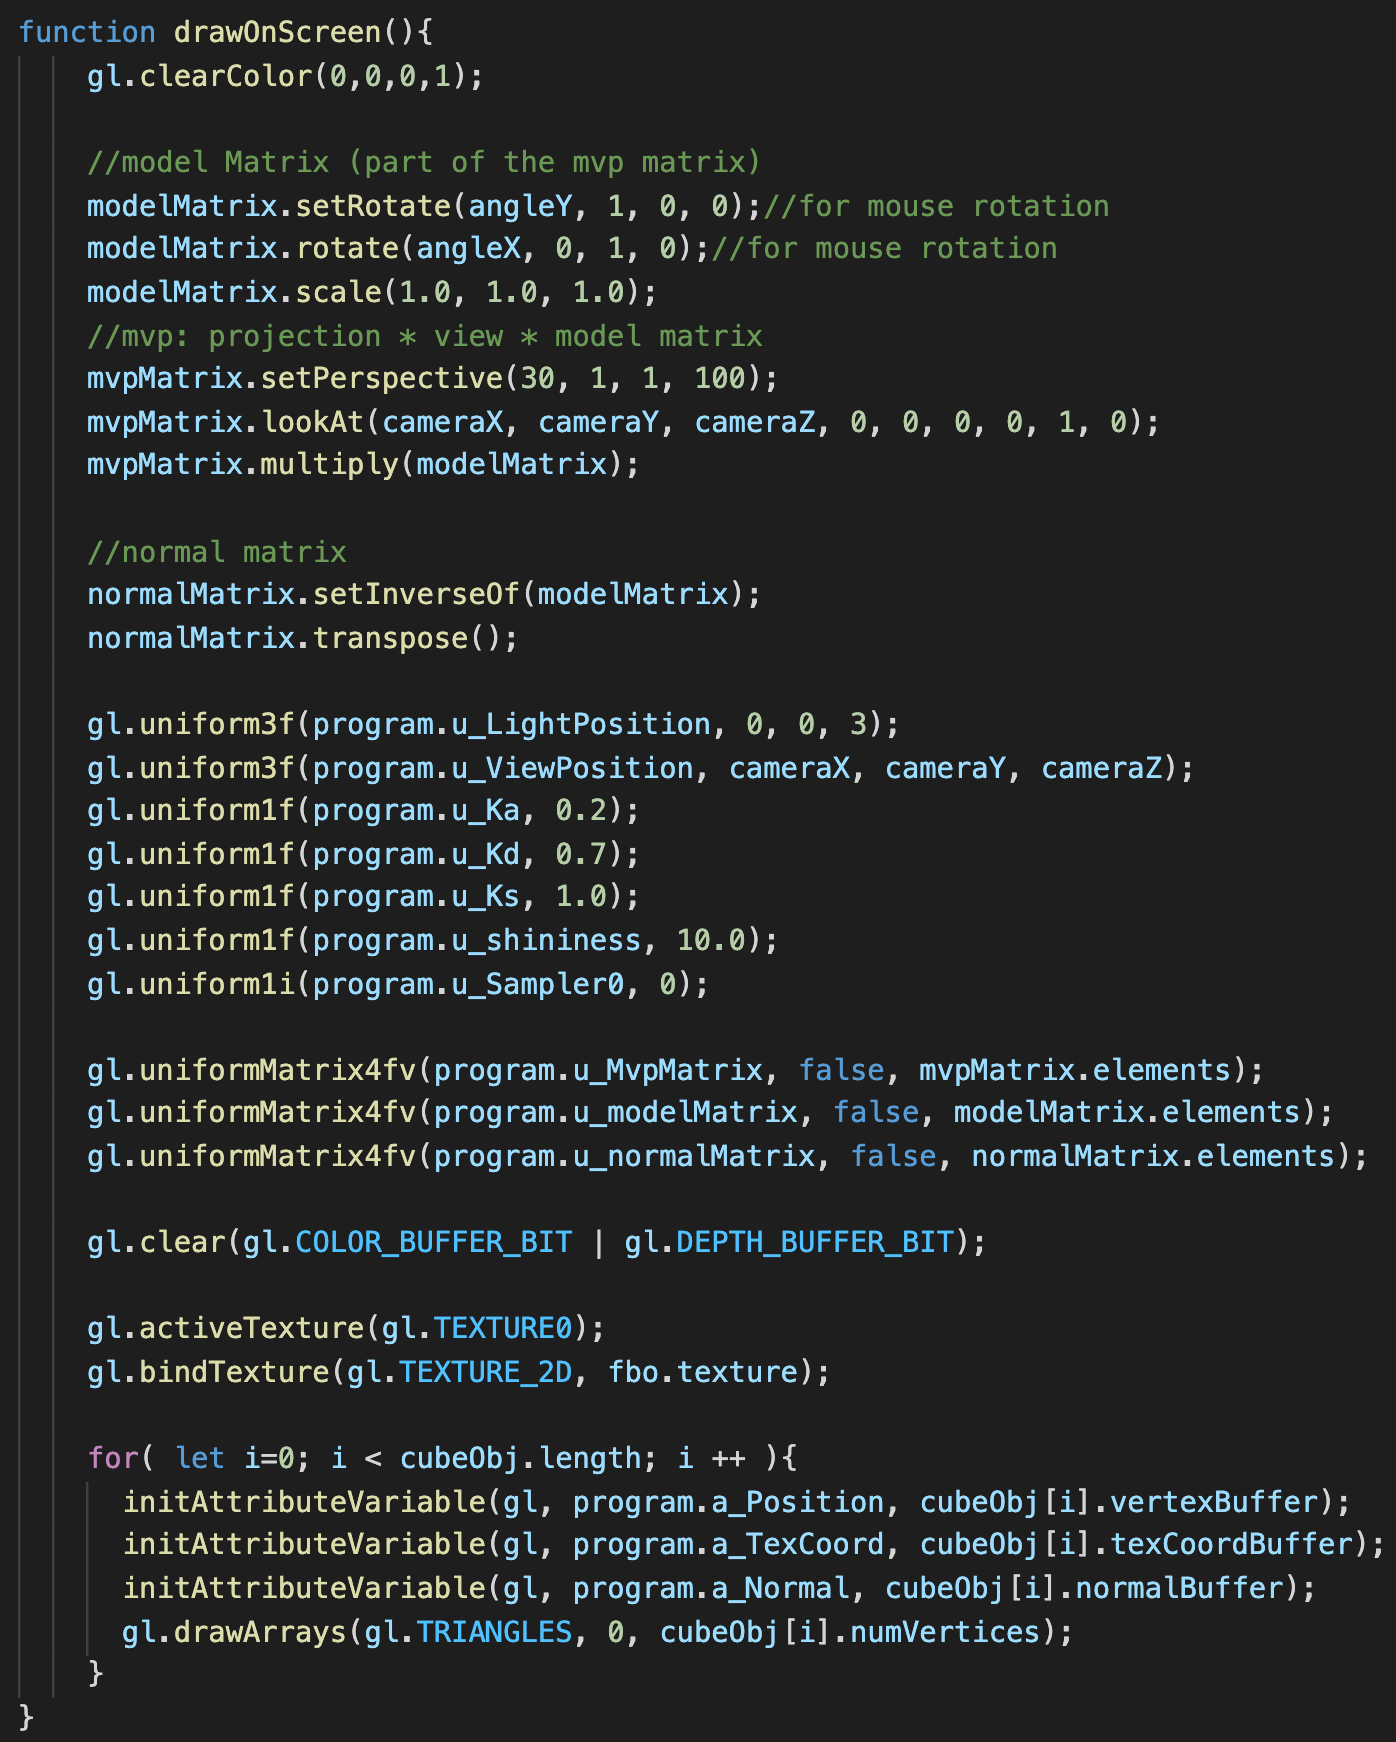 function drawOnScreen(){
gl.clearColor(0,0,0,1);
//model Matrix (part of the mvp matrix)
modelMatrix.setRotate(angleY, 1, 0, 0);//for mouse rotation
modelMatrix.rotate(angleX, 0, 1, 0);//for mouse rotation
modelMatrix.scale(1.0, 1.0, 1.0);
//mvp: projection * view * model matrix
mvpMatrix.setPerspective(30, 1, 1, 100);
mvpMatrix.lookAt(cameraX, cameraY, cameraZ, 0, 0, 0, 0, 1, 0);
mvpMatrix.multiply(modelMatrix);
//normal matrix
normalMatrix.setInverseOf(modelMatrix);
normalMatrix.transpose();
gl.uniform3f(program.u_LightPosition, 0, 0, 3);
gl.uniform3f(program.u_ViewPosition, cameraX, cameraY, cameraZ);
gl.uniform1f(program.u_Ka, 0.2);
gl.uniform1f(program.u_Kd, 0.7);
gl.uniform1f(program.u_Ks, 1.0);
gl.uniform1f(program.u_shininess, 10.0);
gl.uniform1i(program.u_Sampler0, 0);
gl.uniformMatrix4fv(program.u_MvpMatrix, false, mvpMatrix.elements);
gl.uniformMatrix4fv(program.u_modelMatrix, false, modelMatrix.elements);
gl.uniformMatrix4fv(program.u_normalMatrix, false, normalMatrix.elements);
gl.clear(gl.COLOR_BUFFER_BIT | gl.DEPTH_BUFFER_BIT);
gl.activeTexture(gl.TEXTURE0);
gl.bindTexture(gl.TEXTURE_2D, fbo.texture);
for( let i=0; i < cubeObj.length; i ++ ){
initAttributeVariable(gl, program.a_Position, cubeObj[i].vertexBuffer);
initAttributeVariable(gl, program.a_TexCoord, cubeObj[i].texCoordBuffer);
initAttributeVariable(gl, program.a_Normal, cubeObj[i].normalBuffer);
gl.drawArrays(gl.TRIANGLES, 0, cubeObj[i].numVertices);
}
}